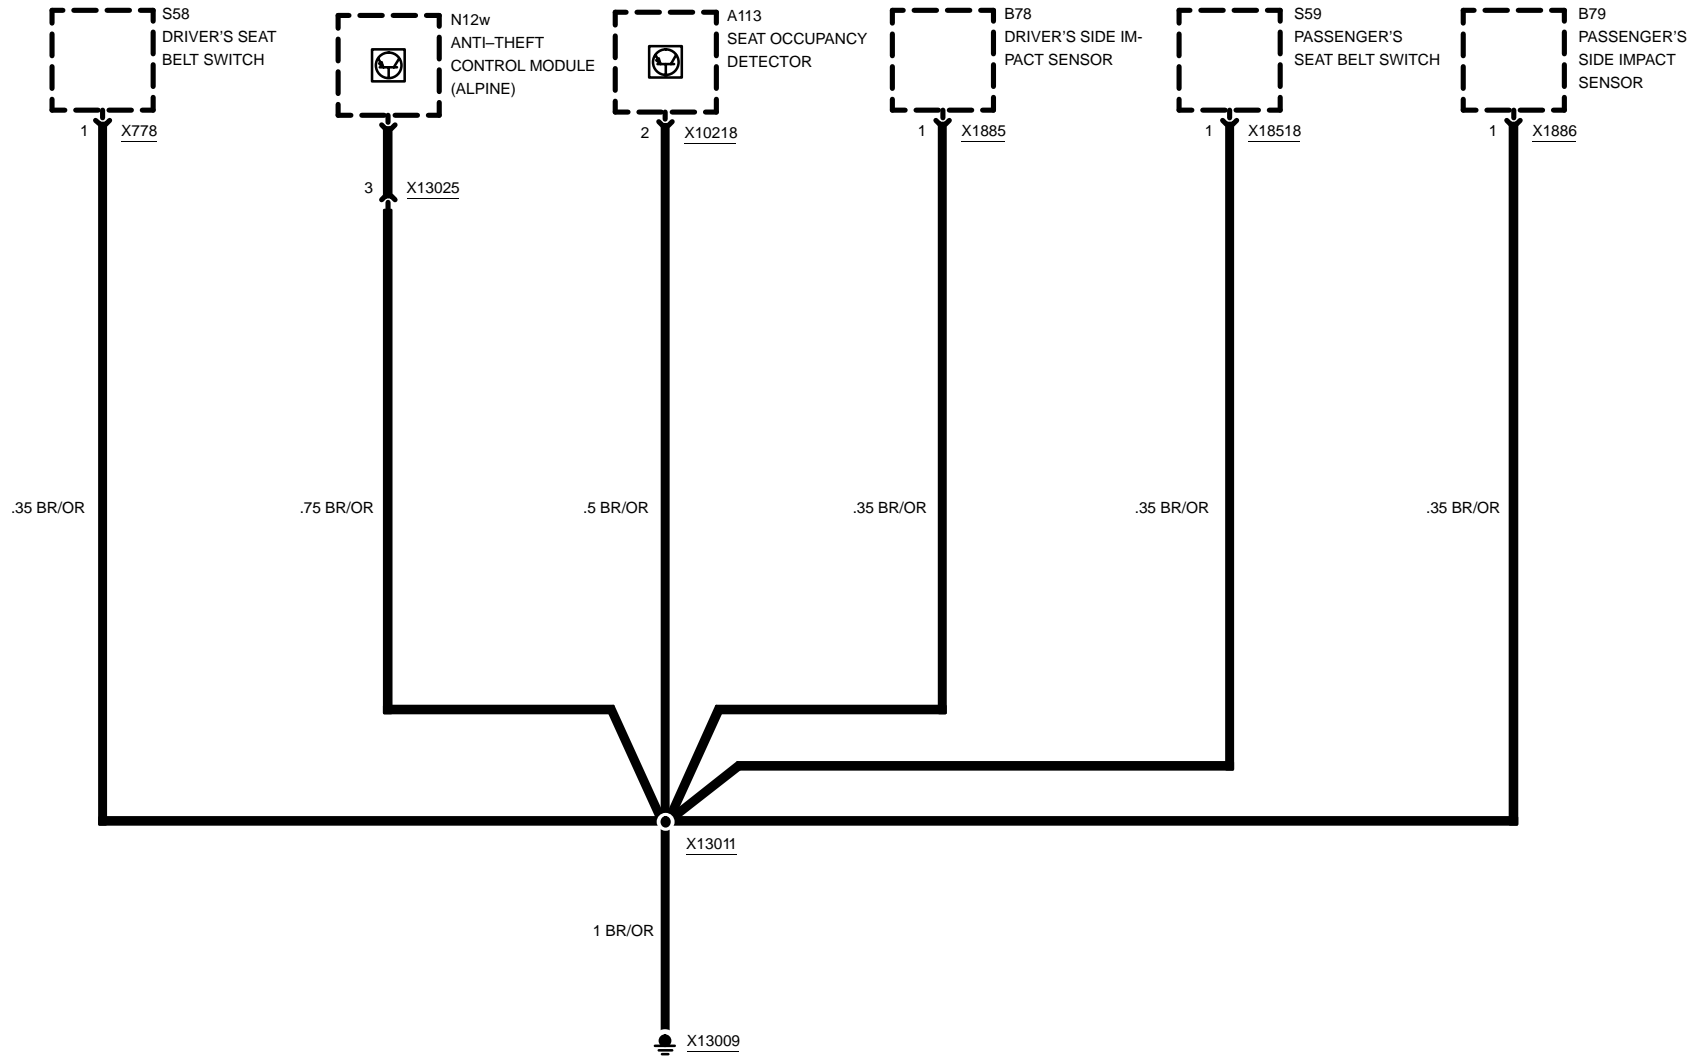 S58
DRIVER'S SEAT
BELT SWITCH
N12w
ANTI–THEFT
CONTROL MODULE
(ALPINE)
A113
SEAT OCCUPANCY
DETECTOR
B78
DRIVER'S SIDE IM-
PACT SENSOR
S59
PASSENGER'S
SEAT BELT SWITCH
B79
PASSENGER'S
SIDE IMPACT
SENSOR
1 X778
2 X10218
1 X1885
1 X18518
1 X1886
3 X13025
.35 BR/OR
.75 BR/OR
.5 BR/OR
.35 BR/OR
.35 BR/OR
.35 BR/OR
X13011
1 BR/OR
X13009